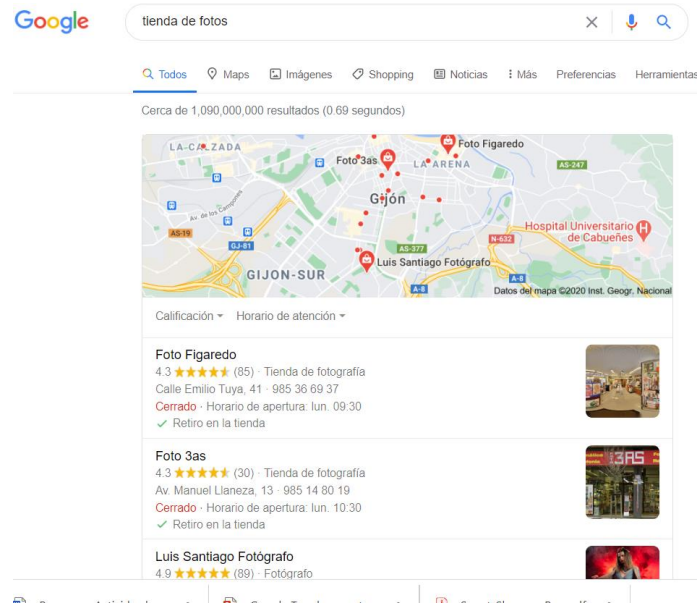 Google
tienda de fotos
Todos Maps Imágenes Shopping Noticias Más Preferencias Herramientas
Cerca de 1,090,000,000 resultados (0.69 segundos)
LA-CALZADA
Foto Figaredo
Foto 3as
LA ARENA
AS-247
Gijón
Av. de los Campones
AS-19
Hospital Universitario de Cabueñes
H
N-632
GJ-81
AS-377
Luis Santiago Fotógrafo
GIJON-SUR
A-8
A-8
Datos del mapa ©2020 Inst. Geogr. Nacional
Calificación Horario de atención
Foto Figaredo
4.3 (85) · Tienda de fotografía
Calle Emilio Tuya, 41 · 985 36 69 37
Cerrado · Horario de apertura: lun. 09:30
Retiro en la tienda
Foto 3as
4.3 (30) · Tienda de fotografía
3AS
Av. Manuel Llaneza, 13 · 985 14 80 19
Cerrado · Horario de apertura: lun. 10:30
Retiro en la tienda
Luis Santiago Fotógrafo
4.9 (89) · Fotógrafo